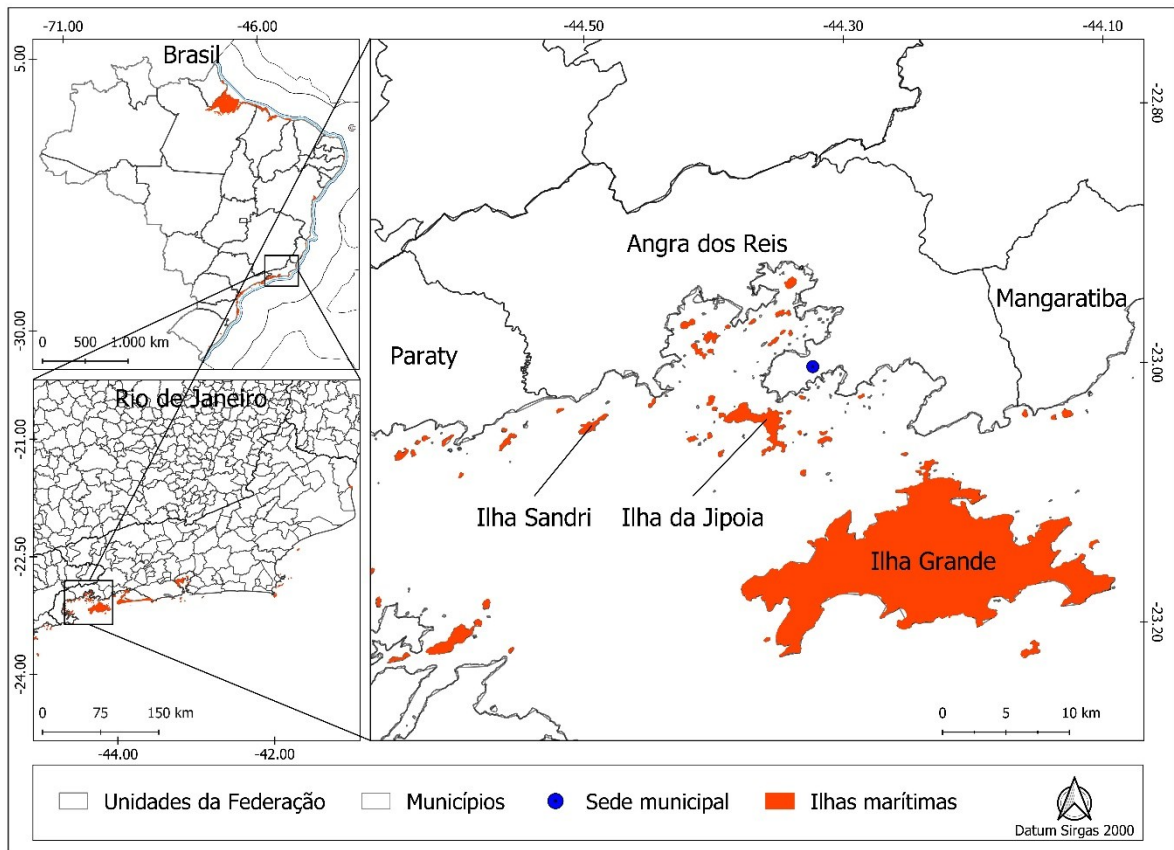 -71.00
-46.00
Brasil
5.00
-30.00
0
500
1.000 km
Rio de Janeiro
-21.00
-22.50
-24.00
0
75
150 km
-44.00
-42.00
-44.50
-44.30
-44.10
-22.80
-23.00
-23.20
Angra dos Reis
Mangaratiba
Paraty
Ilha Sandri
Ilha da Jipoia
Ilha Grande
0
5
10 km
Unidades da Federação
Municípios
Sede municipal
Ilhas marítimas
Datum Sirgas 2000